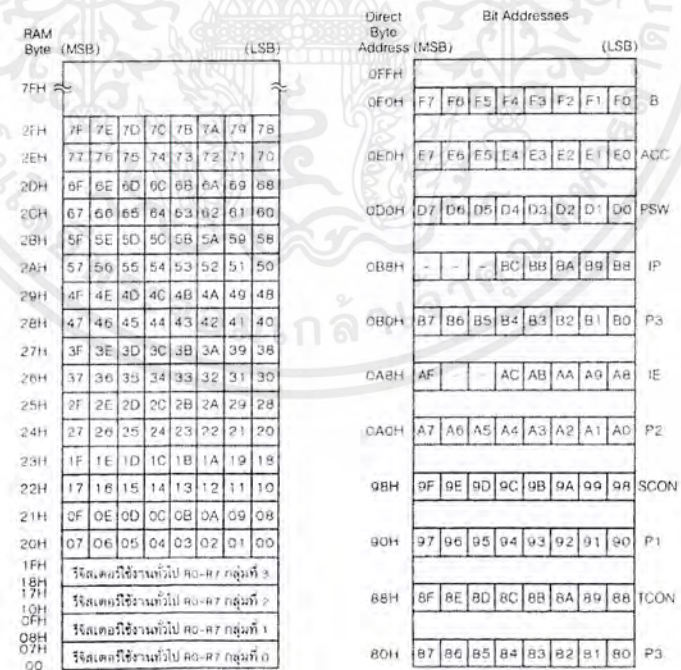 RAM
Byte (MSB) (LSB)
7FH
2FH 7F 7E 7D 7C 7B 7A 79 78
2EH 77 76 75 74 73 72 71 70
2DH 6F 6E 6D 6C 6B 6A 69 68
2CH 67 66 65 64 63 62 61 60
2BH 5F 5E 5D 5C 5B 5A 59 58
2AH 57 56 55 54 53 52 51 50
29H 4F 4E 4D 4C 4B 4A 49 48
28H 47 46 45 44 43 42 41 40
27H 3F 3E 3D 3C 3B 3A 39 38
26H 37 36 35 34 33 32 31 30
25H 2F 2E 2D 2C 2B 2A 29 28
24H 27 26 25 24 23 22 21 20
23H 1F 1E 1D 1C 1B 1A 19 18
22H 17 16 15 14 13 12 11 10
21H 0F 0E 0D 0C 0B 0A 09 08
20H 07 06 05 04 03 02 01 00
1FH
18H รีจิสเตอร์ใช้งานทั่วไป R0-R7 กลุ่มที่ 3
17H
10H รีจิสเตอร์ใช้งานทั่วไป R0-R7 กลุ่มที่ 2
0FH
08H รีจิสเตอร์ใช้งานทั่วไป R0-R7 กลุ่มที่ 1
07H
00 รีจิสเตอร์ใช้งานทั่วไป R0-R7 กลุ่มที่ 0
Direct
Byte
Address
Bit Addresses
(MSB) (LSB)
0FFH
0F0H F7 F6 F5 F4 F3 F2 F1 F0 B
0E0H E7 E6 E5 E4 E3 E2 E1 E0 ACC
0D0H D7 D6 D5 D4 D3 D2 D1 D0 PSW
0B8H - - - BC BB BA B9 B8 IP
0B0H B7 B6 B5 B4 B3 B2 B1 B0 P3
0A8H AF - - AC AB AA A9 A8 IE
0A0H A7 A6 A5 A4 A3 A2 A1 A0 P2
98H 9F 9E 9D 9C 9B 9A 99 98 SCON
90H 97 96 95 94 93 92 91 90 P1
88H 8F 8E 8D 8C 8B 8A 89 88 TCON
80H 87 86 85 84 83 82 81 80 P3